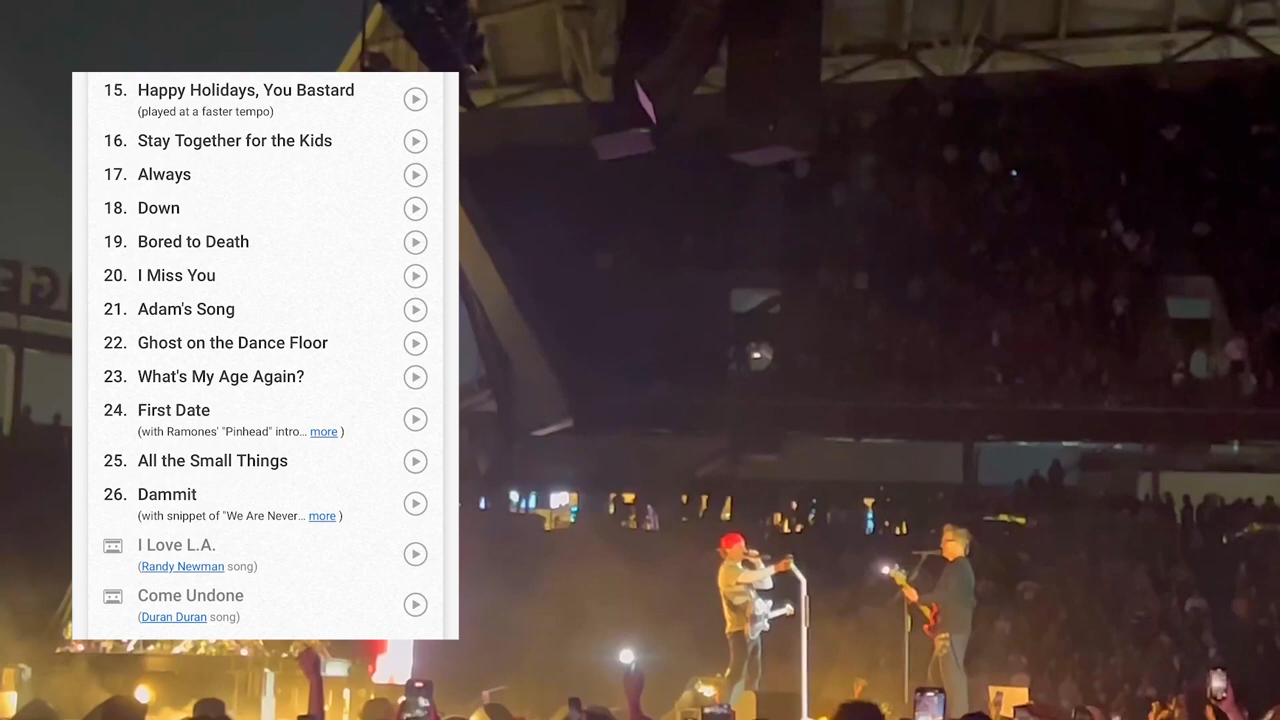 15. Happy Holidays, You Bastard
(played at a faster tempo)
16. Stay Together for the Kids
17. Always
18. Down
19. Bored to Death
20. I Miss You
21. Adam's Song
22. Ghost on the Dance Floor
23. What's My Age Again?
24. First Date
(with Ramones' "Pinhead" intro... more )
25. All the Small Things
26. Dammit
(with snippet of "We Are Never... more )
I Love L.A.
(Randy Newman song)
Come Undone
(Duran Duran song)